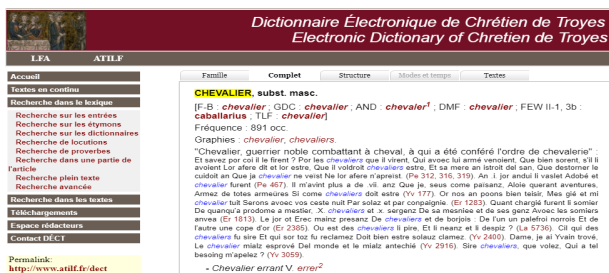 Dictionnaire Électronique de Chrétien de Troyes
Electronic Dictionary of Chretien de Troyes
LFA ATILF
Accueil
Textes en continu
Recherche dans le lexique
Recherche sur les entrées
Recherche sur les étymons
Recherche sur les dictionnaires
Recherche de locutions
Recherche de proverbes
Recherche dans une partie de
l'article
Recherche plein texte
Recherche avancée
Recherche dans les textes
Téléchargements
Espace rédacteurs
Contact DÉCT
Permalink:
http://www.atilf.fr/dect
Famille Complet Structure Modes et temps Textes
CHEVALIER, subst. masc.
[F-B : chevalier ; GDC : chevalier ; AND : chevaler1 ; DMF : chevalier ; FEW II-1, 3b :
caballarius ; TLF : chevalier]
Fréquence : 891 occ.
Graphies : chevalier, chevaliers.
"Chevalier, guerrier noble combattant à cheval, à qui a été conféré l'ordre de chevalerie" :
Et savez por coi il le firent ? Por les chevaliers que il virent, Qui avoec lui armé venoient, Que bien sorent, s'il li
avoient Lor afere dit et lor estre, Que il voldroit chevaliers estre, Et sa mere an istroit del san, Que destorner le
cuidoit an Que ja chevalier ne veist Ne lor afere n'apreist. (Pe 312, 316, 319). An .i. jor andui li vaslet Adobé et
chevalier furent (Pe 467). Il m'avint plus a de .vii. anz Que je, seus come paisanz, Aloie querant aventures,
Armez de totes armeüres Si come chevaliers doit estre (Yv 177). Or nos an poons bien teisir, Mes gié et mi
chevalier tuit Serons avoec vos ceste nuit Par solaz et par conpaignie. (Er 1283). Quant chargié furent li somier
De quanqu'a prodome a mestier, X. chevaliers et .x. sergenz De sa mesniee et de ses genz Avoec les somiers
anvea (Er 1813). Le jor ot Erec mainz presanz De chevaliers et de borjois : De l'un un palefroi norrois Et de
l'autre une cope d'or (Er 2385). Ou est des chevaliers li pire, Et li neanz et li despiz ? (La 5736). Cil qui des
chevaliers fu sire Et qui sor toz fu reclamez Doit bien estre solauz clamez. (Yv 2400). Dame, je ai Yvain trové,
Le chevalier mialz esprové Del monde et le mialz antechié (Yv 2916). Sire chevaliers, que volez, Qui a tel
besoing m'apelez ? (Yv 3059).
- Chevalier errant V. errer2